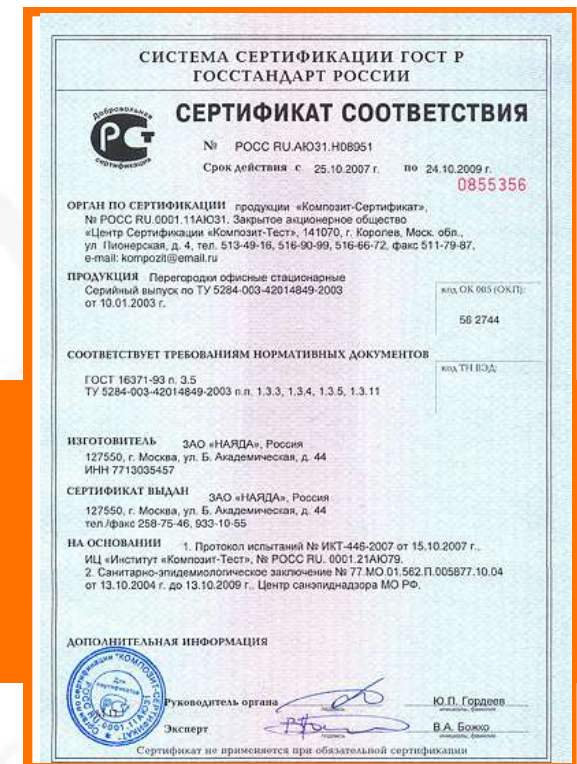 СИСТЕМА СЕРТИФИКАЦИИ ГОСТ Р
ГОССТАНДАРТ РОССИИ
Добровольная
сертификация
СЕРТИФИКАТ СООТВЕТСТВИЯ
№ РОСС RU.АЮ31.Н08951
Срок действия с 25.10.2007 г. по 24.10.2009 г.
0855356
ОРГАН ПО СЕРТИФИКАЦИИ продукции «Композит-Сертификат»,
№ РОСС RU.0001.11АЮ31. Закрытое акционерное общество
«Центр Сертификации «Композит-Тест», 141070, г. Королев, Моск. обл.,
ул Пионерская, д. 4, тел. 513-49-16, 516-90-99, 516-66-72, факс 511-79-87,
e-mail: kompozit@email.ru
ПРОДУКЦИЯ Перегородки офисные стационарные
Серийный выпуск по ТУ 5284-003-42014849-2003
от 10.01.2003 г.
код ОК 005 (ОКП):
56 2744
СООТВЕТСТВУЕТ ТРЕБОВАНИЯМ НОРМАТИВНЫХ ДОКУМЕНТОВ
код ТН ВЭД:
ГОСТ 16371-93 п. 3.5
ТУ 5284-003-42014849-2003 п.п. 1.3.3, 1.3.4, 1.3.5, 1.3.11
ИЗГОТОВИТЕЛЬ ЗАО «НАЯДА», Россия
127550, г. Москва, ул. Б. Академическая, д. 44
ИНН 7713035457
СЕРТИФИКАТ ВЫДАН ЗАО «НАЯДА», Россия
127550, г. Москва, ул. Б. Академическая, д. 44
тел./факс 258-75-46, 933-10-55
НА ОСНОВАНИИ 1. Протокол испытаний № ИКТ-446-2007 от 15.10.2007 г.,
ИЦ «Институт «Композит-Тест», № РОСС RU. 0001.21АЮ79.
2. Санитарно-эпидемиологическое заключение № 77.МО.01.562.П.005877.10.04
от 13.10.2004 г. до 13.10.2009 г., Центр санэпиднадзора МО РФ.
ДОПОЛНИТЕЛЬНАЯ ИНФОРМАЦИЯ
Для
сертификатов
Руководитель органа
подпись
Ю.П. Гордеев
инициалы, фамилия
Эксперт
подпись
В.А. Божко
инициалы, фамилия
Сертификат не применяется при обязательной сертификации